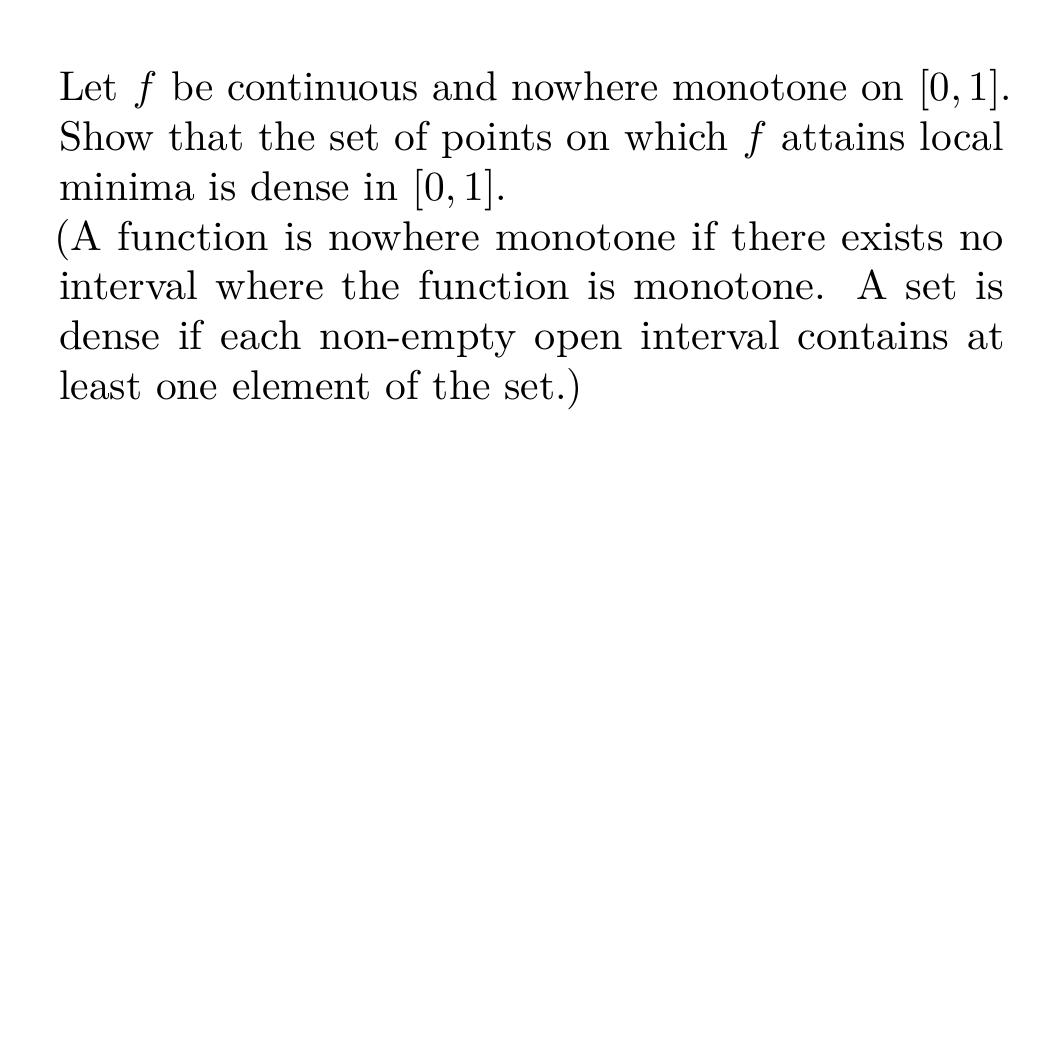 Let f be continuous and nowhere monotone on [0, 1].
Show that the set of points on which f attains local
minima is dense in [0, 1].
(A function is nowhere monotone if there exists no
interval where the function is monotone. A set is
dense if each non-empty open interval contains at
least one element of the set.)